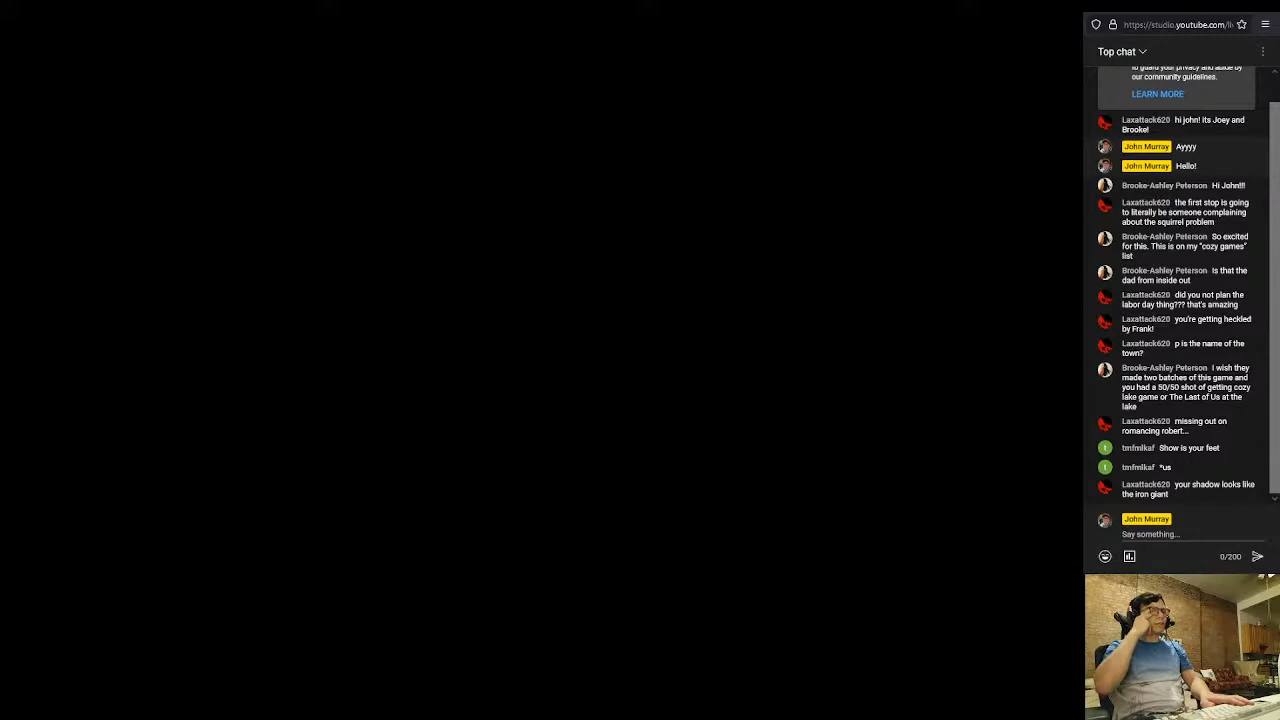 https://studio.youtube.com/li
Top chat
to guard your privacy and abide by
our community guidelines.
LEARN MORE
Laxattack620 hi john! its Joey and
Brooke!
John Murray Ayyyy
John Murray Hello!
Brooke-Ashley Peterson Hi John!!!
Laxattack620 the first stop is going
to literally be someone complaining
about the squirrel problem
Brooke-Ashley Peterson So excited
for this. This is on my "cozy games"
list
Brooke-Ashley Peterson Is that the
dad from inside out
Laxattack620 did you not plan the
labor day thing??? that's amazing
Laxattack620 you're getting heckled
by Frank!
Laxattack620 p is the name of the
town?
Brooke-Ashley Peterson I wish they
made two batches of this game and
you had a 50/50 shot of getting cozy
lake game or The Last of Us at the
lake
Laxattack620 missing out on
romancing robert...
t tmfmlkaf Show is your feet
t tmfmlkaf *us
Laxattack620 your shadow looks like
the iron giant
John Murray
Say something...
0/200